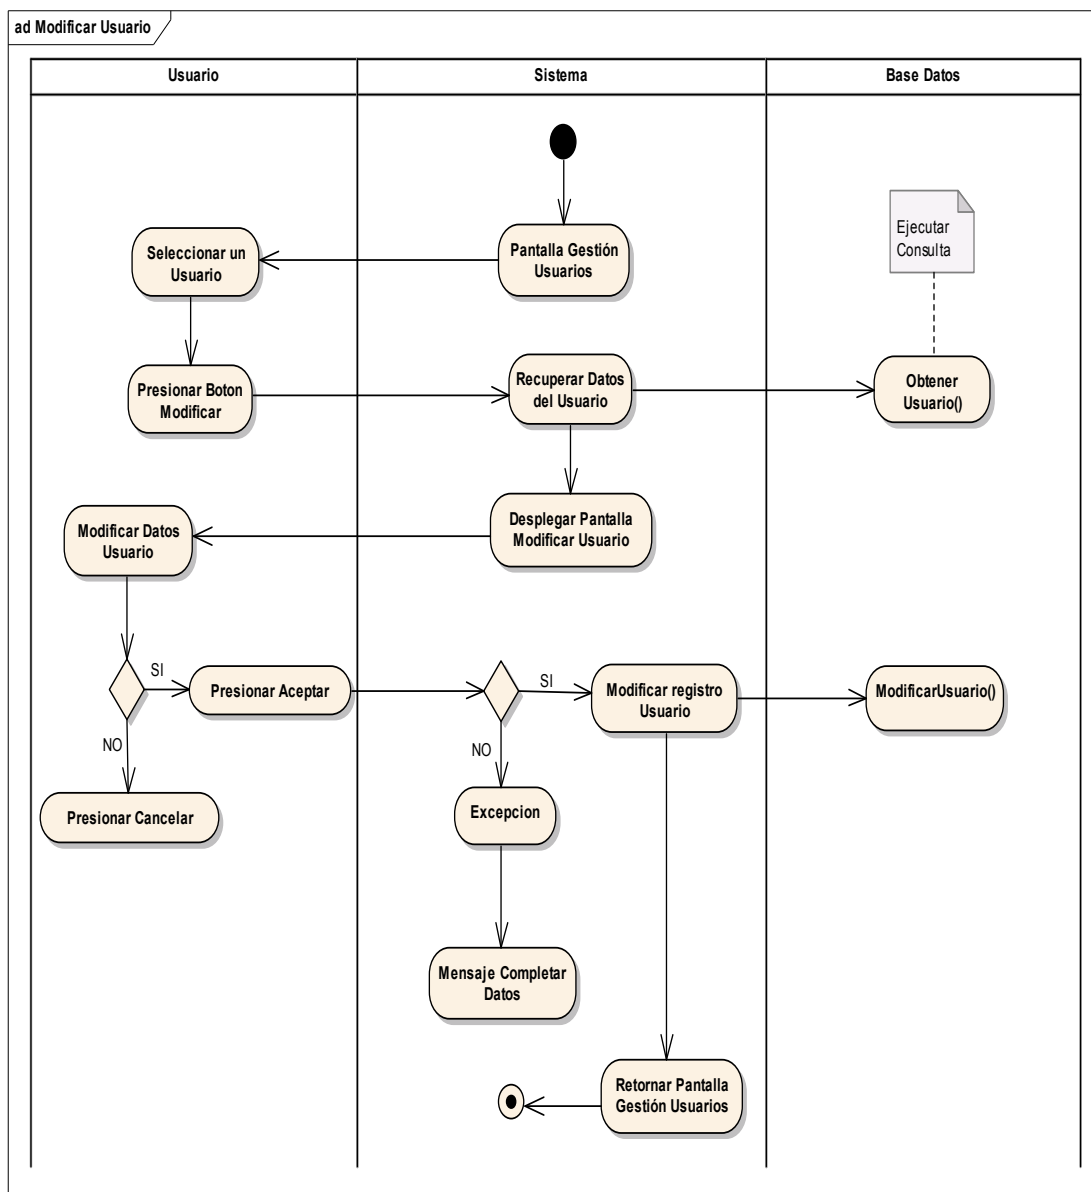 ad Modificar Usuario
Usuario
Sistema
Base Datos
Ejecutar
Consulta
Seleccionar un
Usuario
Pantalla Gestión
Usuarios
Presionar Boton
Modificar
Recuperar Datos
del Usuario
Obtener
Usuario()
Modificar Datos
Usuario
Desplegar Pantalla
Modificar Usuario
SI
Presionar Aceptar
SI
Modificar registro
Usuario
ModificarUsuario()
NO
NO
Presionar Cancelar
Excepcion
Mensaje Completar
Datos
Retornar Pantalla
Gestión Usuarios